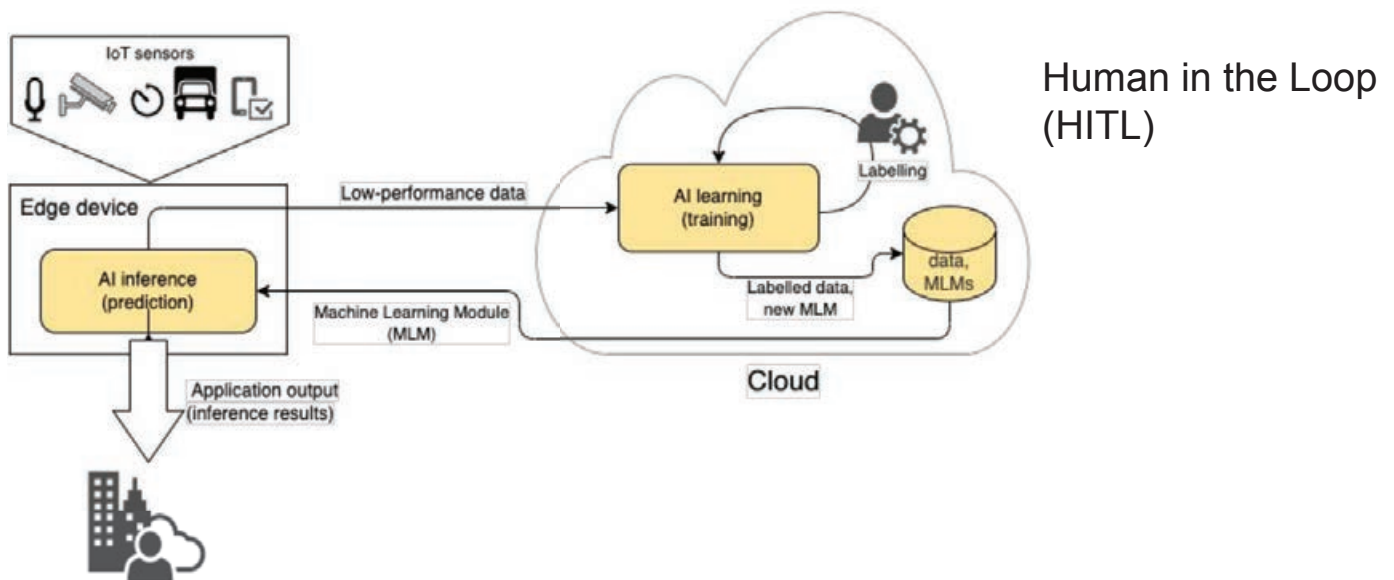 IoT sensors
Human in the Loop
(HITL)
Labelling
Edge device
Low-performance data
AI learning
(training)
AI inference
(prediction)
data,
MLMs
Labelled data,
new MLM
Machine Learning Module
(MLM)
Cloud
Application output
(inference results)